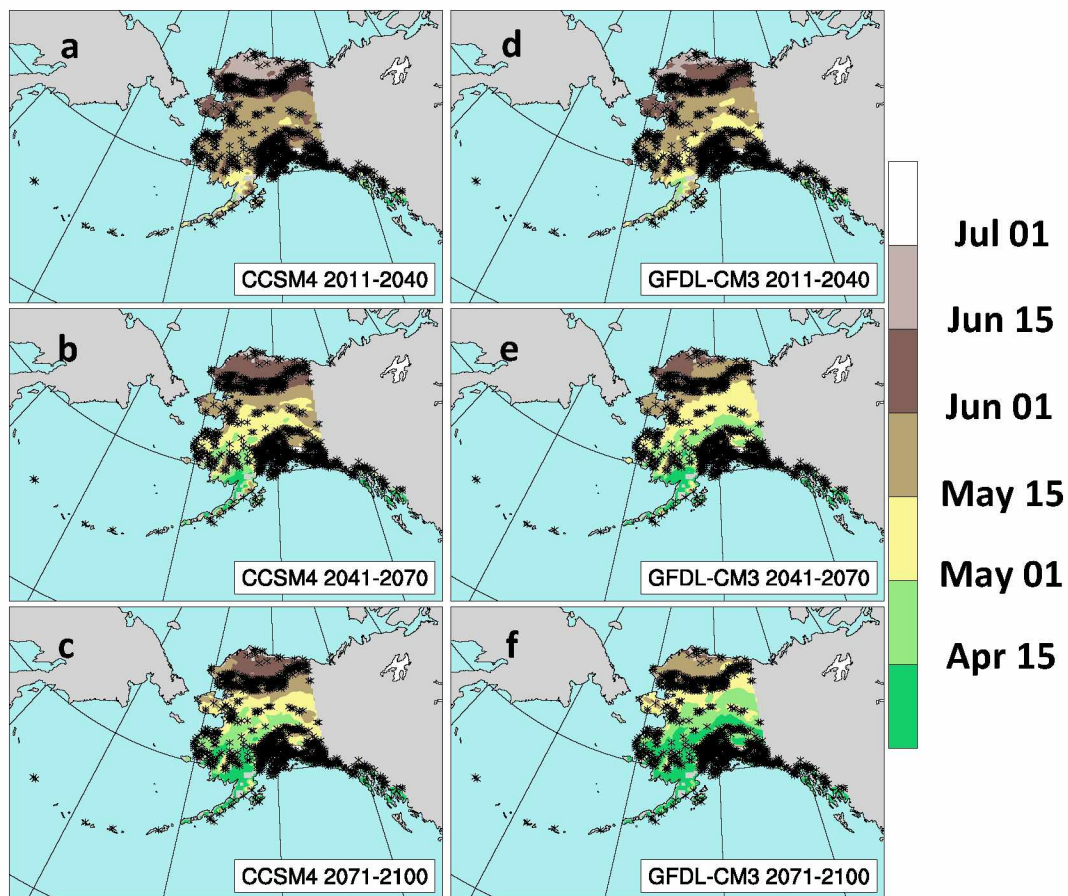 a
CCSM4 2011-2040
d
GFDL-CM3 2011-2040
b
CCSM4 2041-2070
e
GFDL-CM3 2041-2070
c
CCSM4 2071-2100
f
GFDL-CM3 2071-2100
Jul 01
Jun 15
Jun 01
May 15
May 01
Apr 15